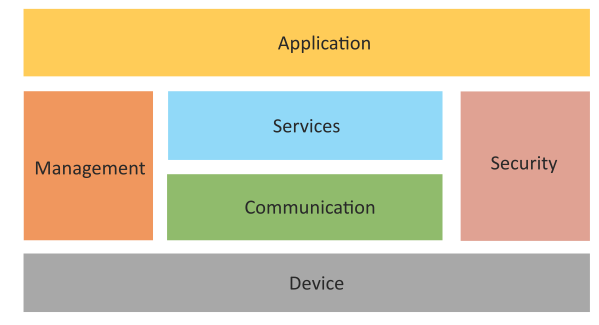 Application
Management
Services
Communication
Security
Device